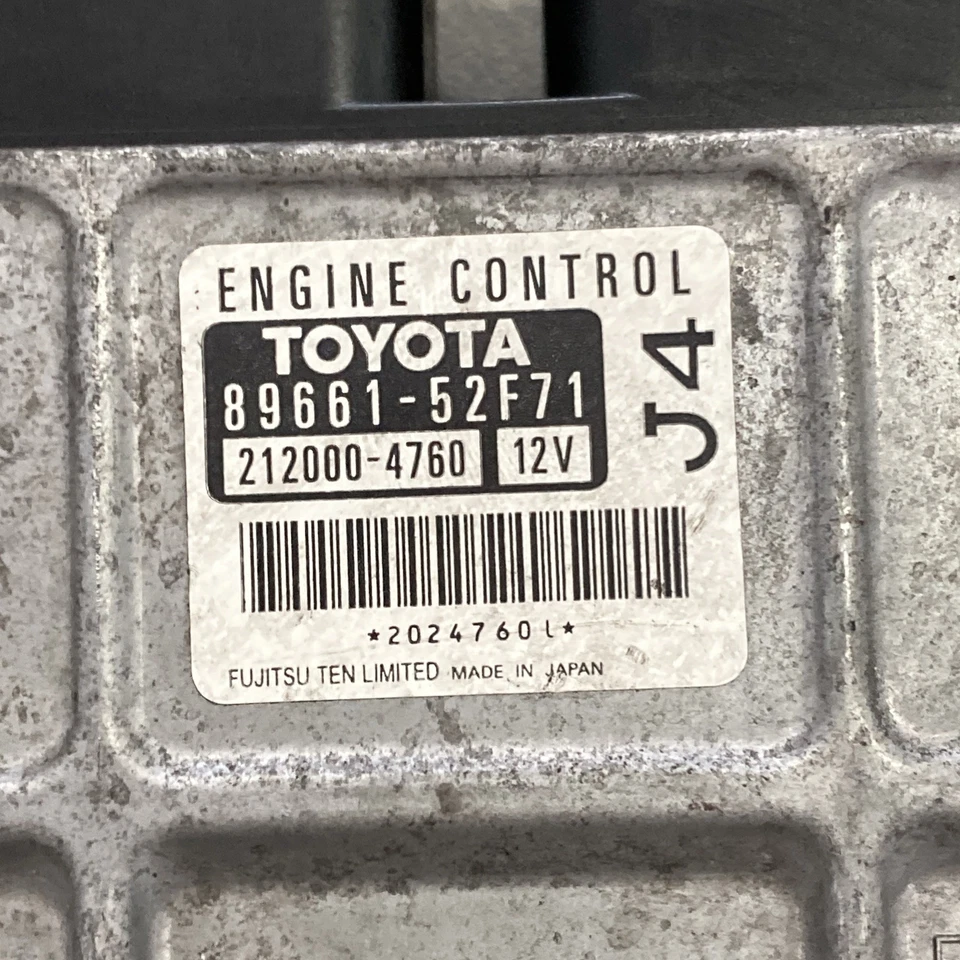 ENGINE CONTROL
TOYOTA
89661-52F71
212000-4760 12V
J4
*2024760L*
FUJITSU TEN LIMITED MADE IN JAPAN